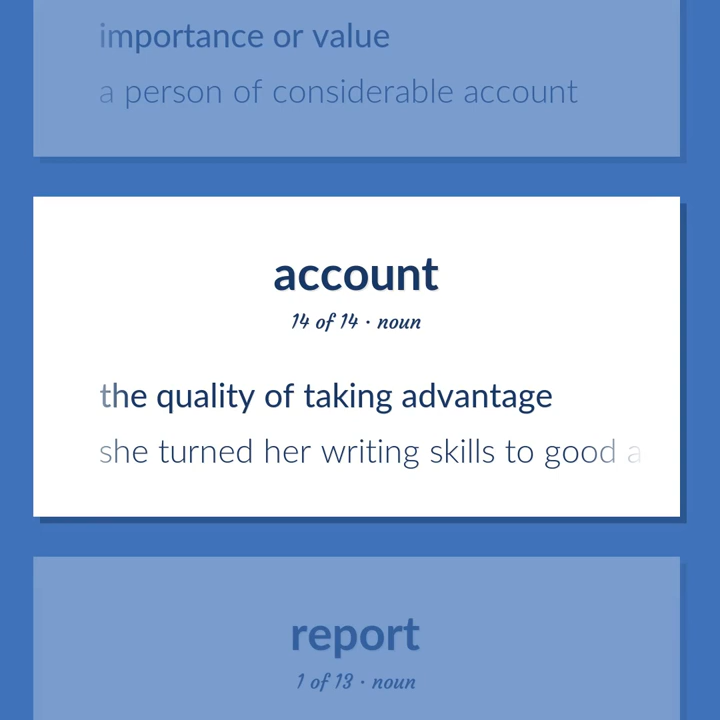 importance or value
a person of considerable account
account
14 of 14 · noun
the quality of taking advantage
she turned her writing skills to good a
report
1 of 13 · noun